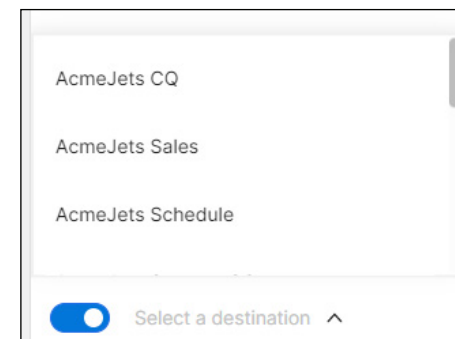 AcmeJets CQ
AcmeJets Sales
AcmeJets Schedule
Select a destination